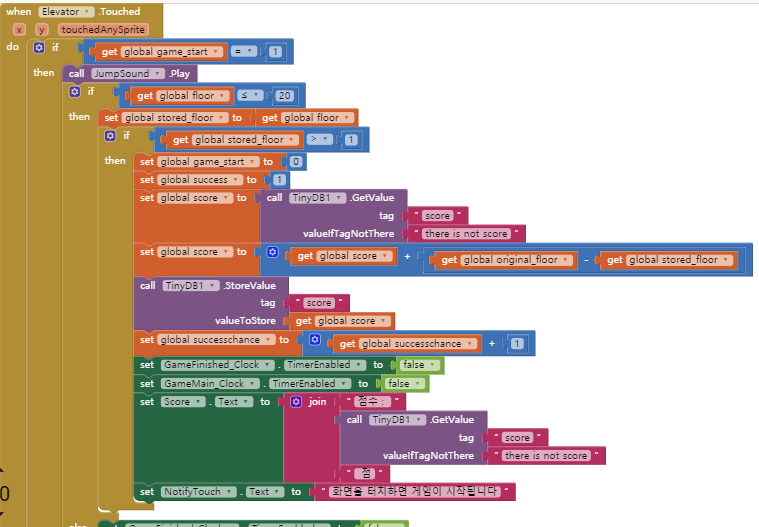 when Elevator .Touched
x y touchedAnySprite
do if get global game_start = 1
then call JumpSound .Play
if get global floor ≤ 20
then set global stored_floor to get global floor
if get global stored_floor > 1
then set global game_start to 0
set global success to 1
set global score to call TinyDB1 .GetValue
tag " score "
valueIfTagNotThere " there is not score "
set global score to get global score + get global original_floor - get global stored_floor
call TinyDB1 .StoreValue
tag " score "
valueToStore get global score
set global successchance to get global successchance + 1
set GameFinished_Clock . TimerEnabled to false
set GameMain_Clock . TimerEnabled to false
set Score . Text to join " 점수 : "
call TinyDB1 .GetValue
tag " score "
valueIfTagNotThere " there is not score "
" 점 "
set NotifyTouch . Text to " 화면을 터치하면 게임이 시작됩니다 "
0